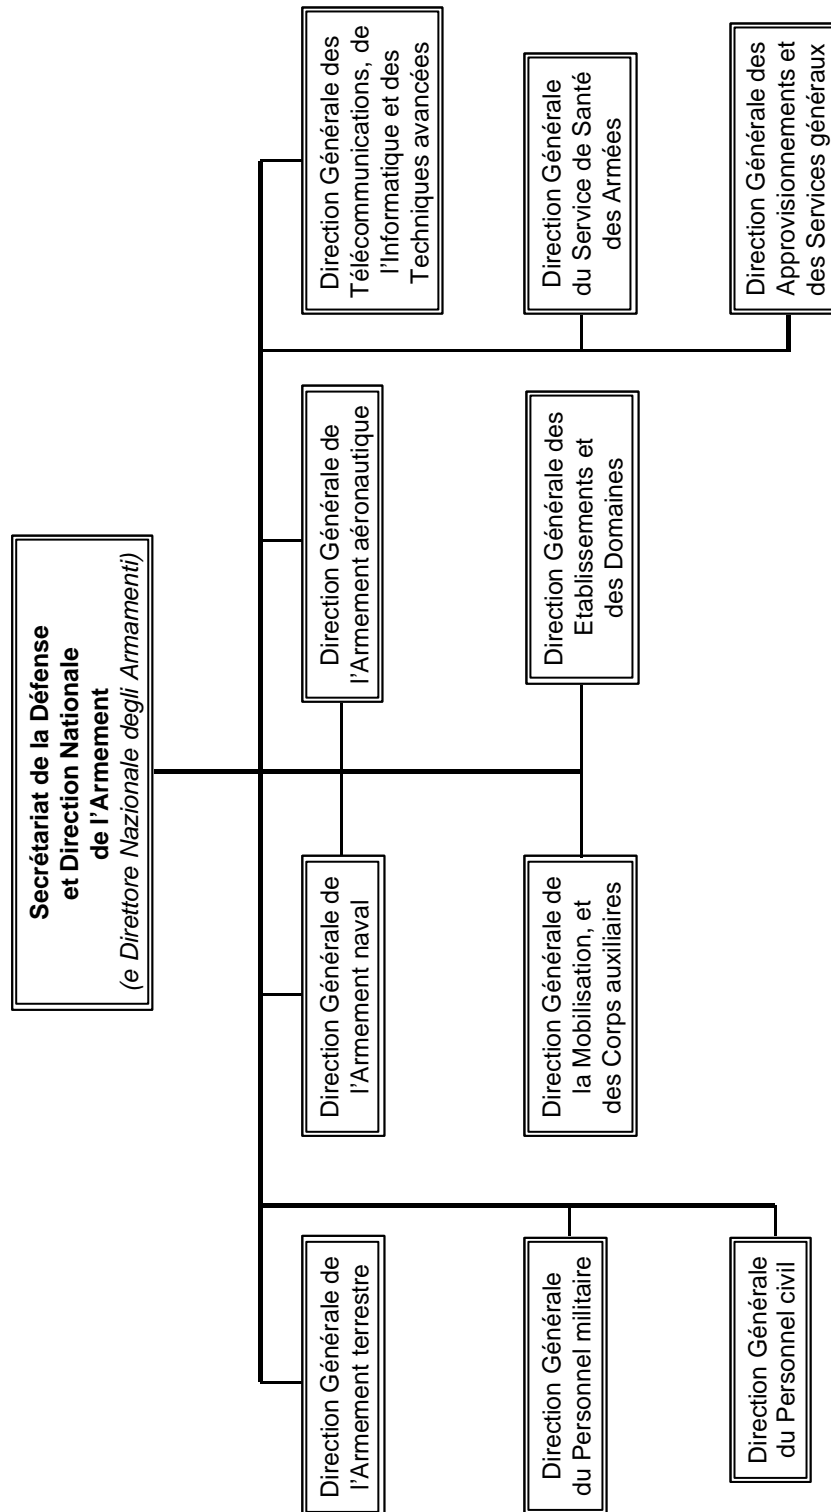 Secrétariat de la Défense
et Direction Nationale
de l'Armement
(e Direttore Nazionale degli Armamenti)
Direction Générale de
l'Armement terrestre
Direction Générale de
l'Armement naval
Direction Générale de
l'Armement aéronautique
Direction Générale des
Télécommunications, de
l'Informatique et des
Techniques avancées
Direction Générale
du Personnel militaire
Direction Générale de
la Mobilisation, et
des Corps auxiliaires
Direction Générale des
Etablissements et
des Domaines
Direction Générale
du Service de Santé
des Armées
Direction Générale
du Personnel civil
Direction Générale des
Approvisionnements et
des Services généraux